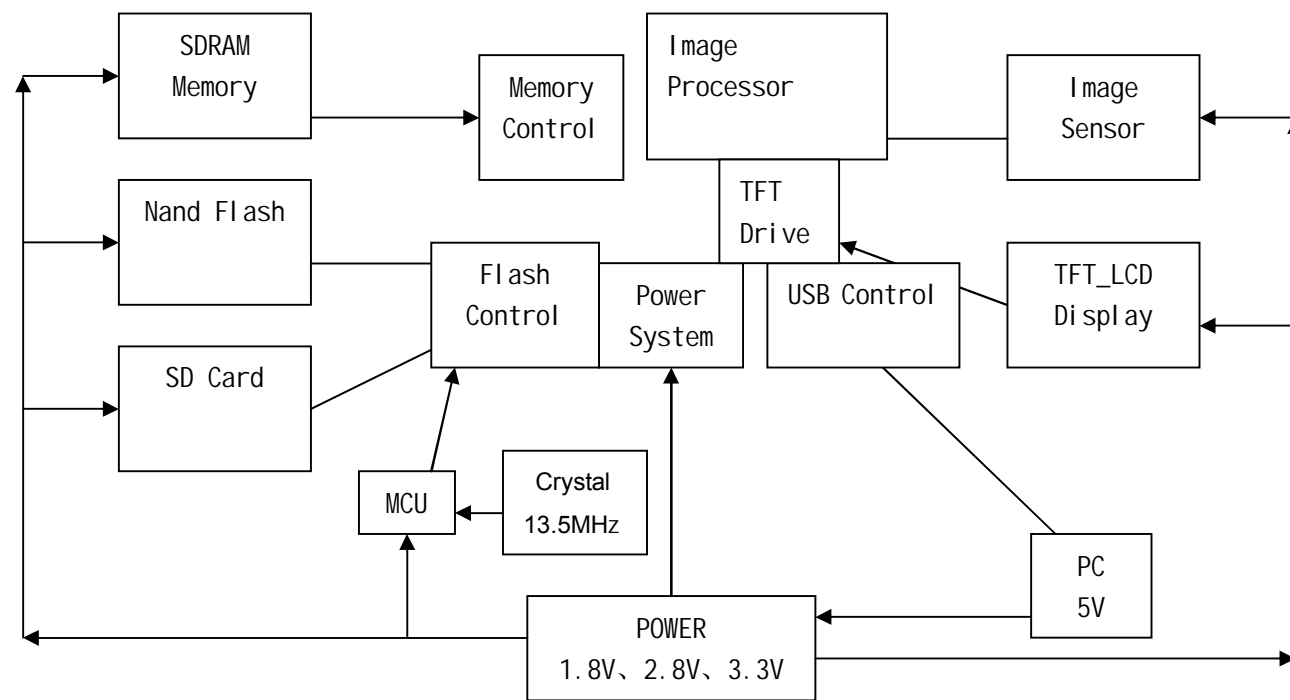 SDRAM
Memory
Memory
Control
Image
Processor
Image
Sensor
Nand Flash
TFT
Drive
Flash
Control
Power
System
USB Control
TFT_LCD
Display
SD Card
MCU
Crystal
13.5MHz
PC
5V
POWER
1.8V、2.8V、3.3V